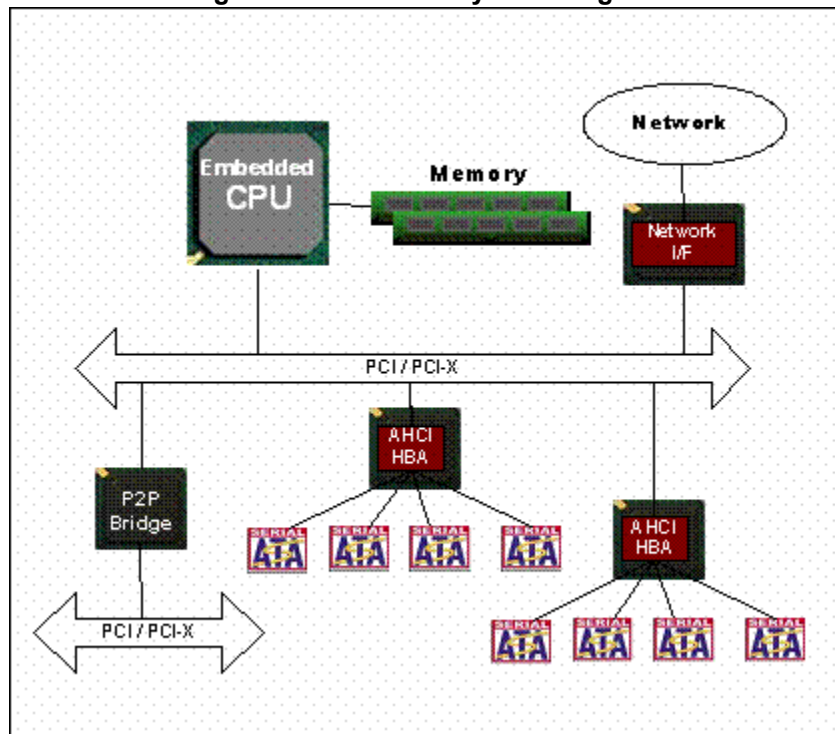 Network
Embedded
CPU
Memory
Network
I/F
PCI / PCI-X
AHCI
HBA
P2P
Bridge
SERIAL
ATA
SERIAL
ATA
SERIAL
ATA
SERIAL
ATA
AHCI
HBA
PCI / PCI-X
SERIAL
ATA
SERIAL
ATA
SERIAL
ATA
SERIAL
ATA